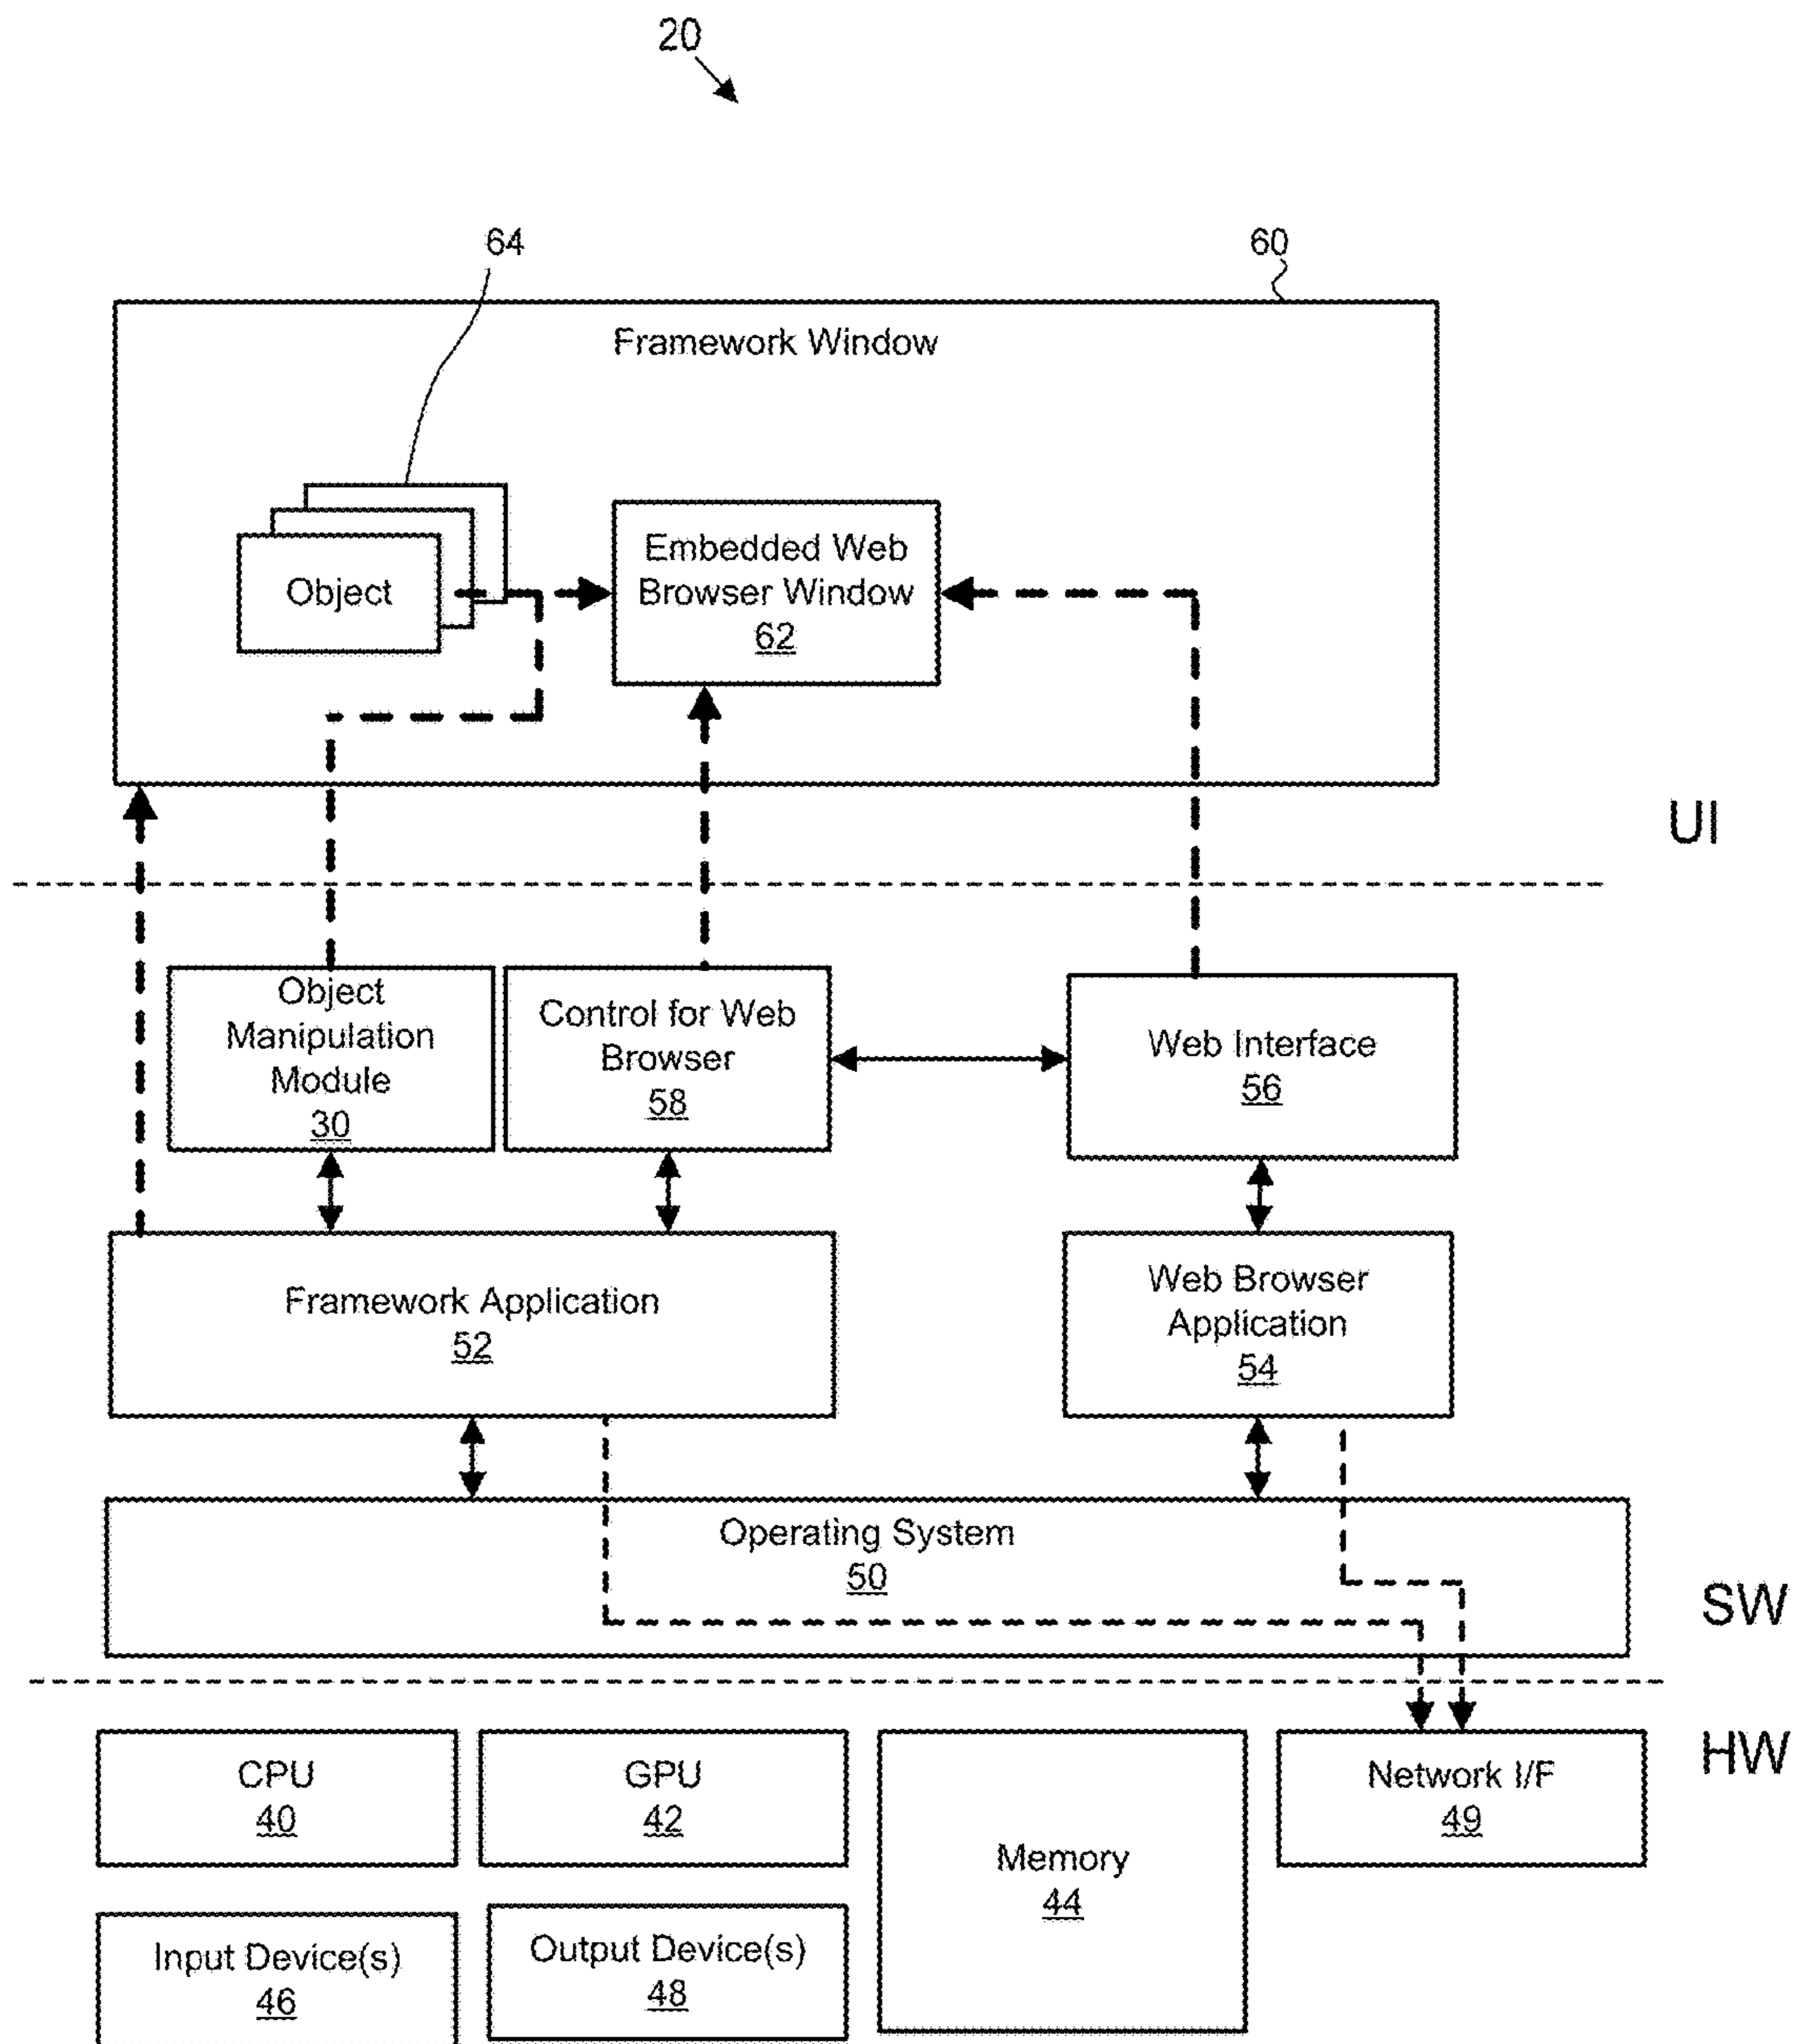 20
64
60
Framework Window
Object
Embedded Web
Browser Window
62
UI
Object
Manipulation
Module
30
Control for Web
Browser
58
Web Interface
56
Framework Application
52
Web Browser
Application
54
Operating System
50
SW
HW
CPU
40
GPU
42
Memory
44
Network I/F
49
Input Device(s)
46
Output Device(s)
48